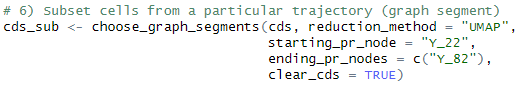 # 6) Subset cells from a particular trajectory (graph segment)
cds_sub <- choose_graph_segments(cds, reduction_method = "UMAP",
starting_pr_node = "Y_22",
ending_pr_nodes = c("Y_82"),
clear_cds = TRUE)